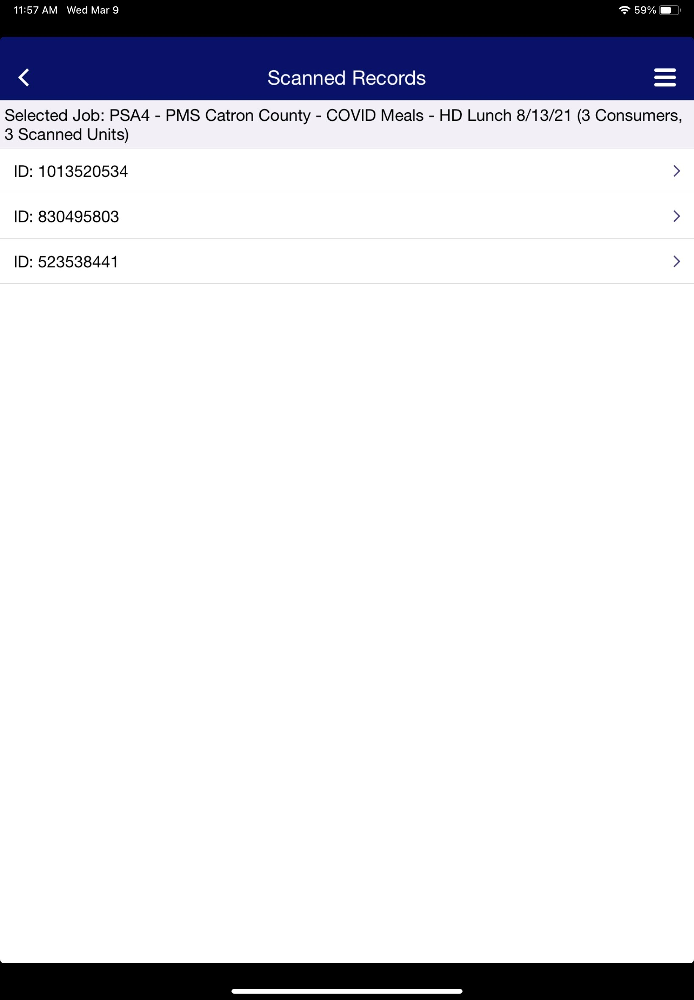 11:57 AM Wed Mar 9 59%
Scanned Records
Selected Job: PSA4 - PMS Catron County - COVID Meals - HD Lunch 8/13/21 (3 Consumers,
3 Scanned Units)
ID: 1013520534
ID: 830495803
ID: 523538441